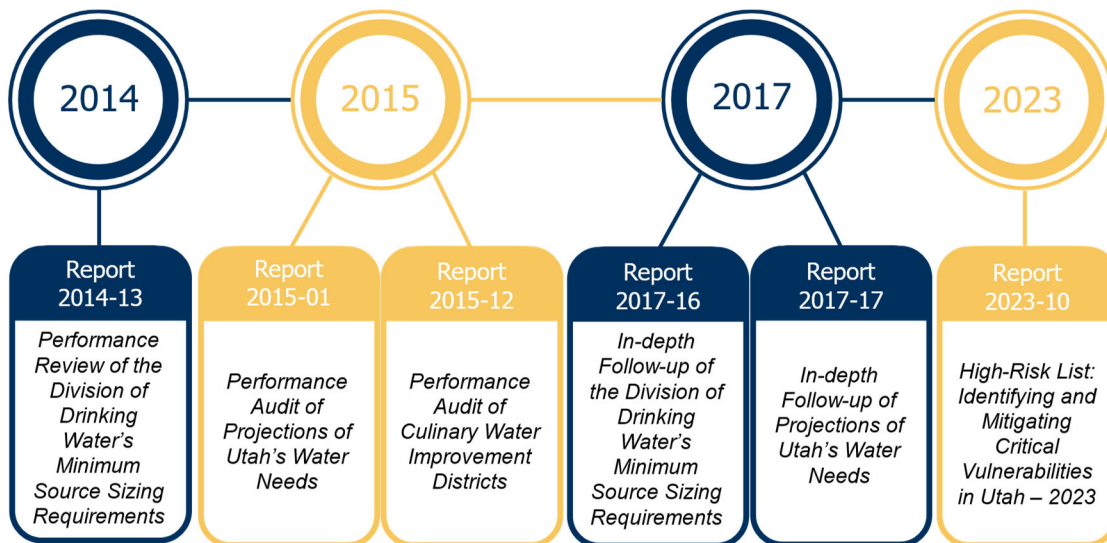 2014
2015
2017
2023
Report
2014-13
Performance
Review of the
Division of
Drinking
Water's
Minimum
Source Sizing
Requirements
Report
2015-01
Performance
Audit of
Projections of
Utah's Water
Needs
Report
2015-12
Performance
Audit of
Culinary Water
Improvement
Districts
Report
2017-16
In-depth
Follow-up of
the Division of
Drinking
Water's
Minimum
Source Sizing
Requirements
Report
2017-17
In-depth
Follow-up of
Projections of
Utah's Water
Needs
Report
2023-10
High-Risk List:
Identifying and
Mitigating
Critical
Vulnerabilities
in Utah – 2023